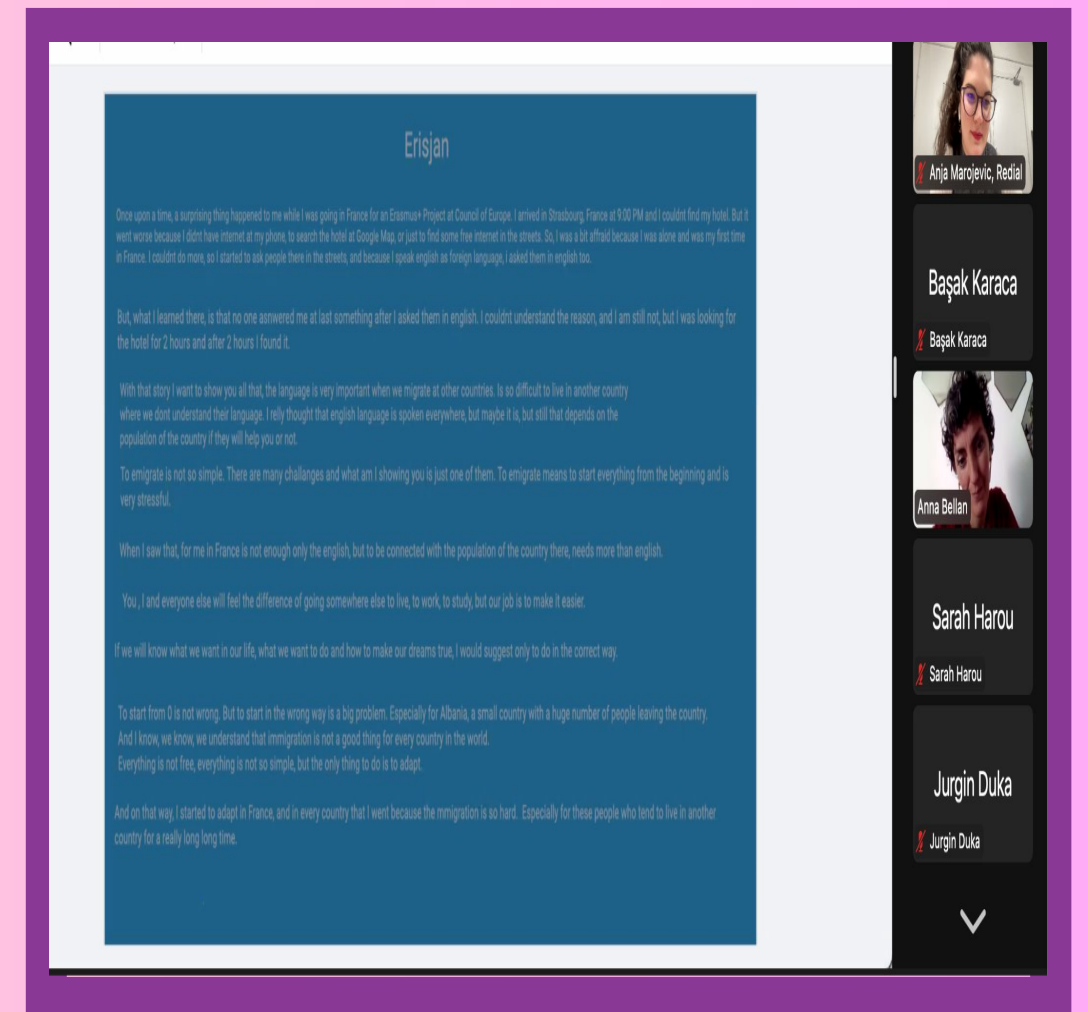 Erisjan
Once upon a time, a surprising thing happened to me while I was going in France for an Erasmus+ Project at Council of Europe. I arrived in Strasbourg, France at 9:00 PM and I couldnt find my hotel. But it
went worse because I didnt have internet at my phone, to search the hotel at Google Map, or just to find some free internet in the streets. So, I was a bit affraid because I was alone and was my first time
in France. I couldnt do more, so I started to ask people there in the streets, and because I speak english as foreign language, I asked them in english too.
But, what I learned there, is that no one asnwered me at last something after I asked them in english. I couldnt understand the reason, and I am still not, but I was looking for
the hotel for 2 hours and after 2 hours I found it.
With that story I want to show you all that, the language is very important when we migrate at other countries. Is so difficult to live in another country
where we dont understand their language. I relly thought that english language is spoken everywhere, but maybe it is, but still that depends on the
population of the country if they will help you or not.
To emigrate is not so simple. There are many challanges and what am I showing you is just one of them. To emigrate means to start everything from the beginning and is
very stressful.
When I saw that, for me in France is not enough only the english, but to be connected with the population of the country there, needs more than english.
You , I and everyone else will feel the difference of going somewhere else to live, to work, to study, but our job is to make it easier.
If we will know what we want in our life, what we want to do and how to make our dreams true, I would suggest only to do in the correct way.
To start from 0 is not wrong. But to start in the wrong way is a big problem. Especially for Albania, a small country with a huge number of people leaving the country.
And I know, we know, we understand that immigration is not a good thing for every country in the world.
Everything is not free, everything is not so simple, but the only thing to do is to adapt.
And on that way, I started to adapt in France, and in every country that I went because the mmigration is so hard. Especially for these people who tend to live in another
country for a really long long time.
Anja Marojevic, Redial
Başak Karaca
Başak Karaca
Anna Bellan
Sarah Harou
Sarah Harou
Jurgin Duka
Jurgin Duka